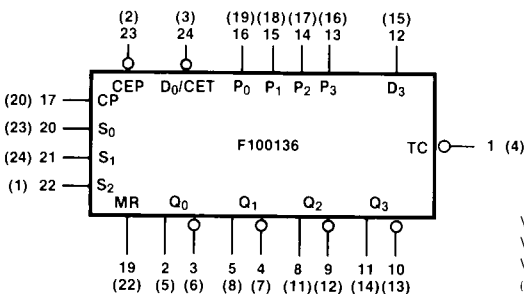 (2) (3) (19) (18) (17) (16) (15)
23 24 16 15 14 13 12
CEP D₀/CET P₀ P₁ P₂ P₃ D₃
(20) 17 CP
(23) 20 S₀
F100136
TC 1 (4)
(24) 21 S₁
(1) 22 S₂
MR Q₀ Q₁ Q₂ Q₃
19 2 3 5 4 8 9 11 10
(22) (5) (6) (8) (7) (11) (12) (14) (13)